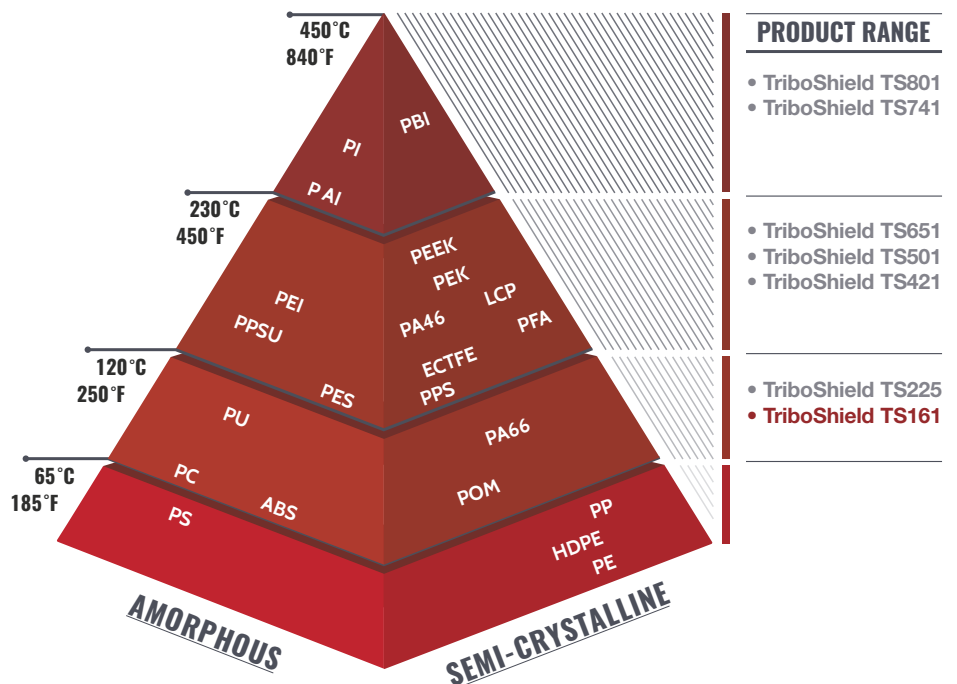 450°C
840°F
PRODUCT RANGE
• TriboShield TS801
• TriboShield TS741
PBI
PI
PAI
230°C
450°F
• TriboShield TS651
• TriboShield TS501
• TriboShield TS421
PEEK
PEK
LCP
PEI
PA46
PFA
PPSU
ECTFE
PPS
PES
120°C
250°F
• TriboShield TS225
• TriboShield TS161
PU
PA66
PC
POM
ABS
65°C
185°F
PS
PP
HDPE
PE
AMORPHOUS
SEMI-CRYSTALLINE